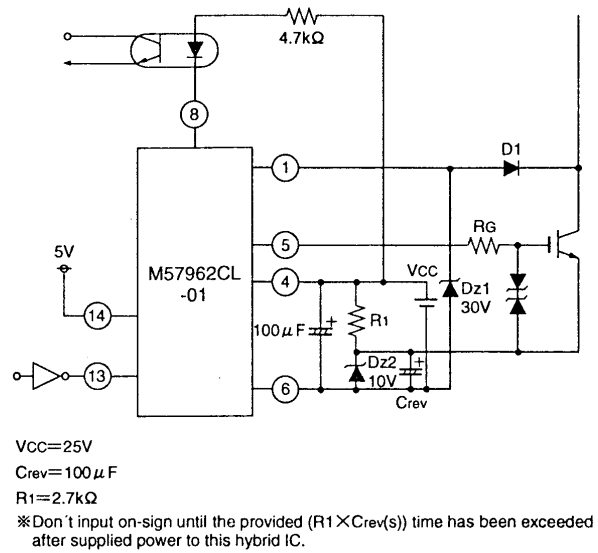 4.7kΩ
8
1
D1
5
RG
5V
M57962CL
-01
4
VCC
Dz1
30V
14
100μF
+
R1
13
Dz2
10V
+
6
Crev
VCC=25V
Crev=100μF
R1=2.7kΩ
※Don´t input on-sign until the provided (R1×Crev(s)) time has been exceeded
after supplied power to this hybrid IC.